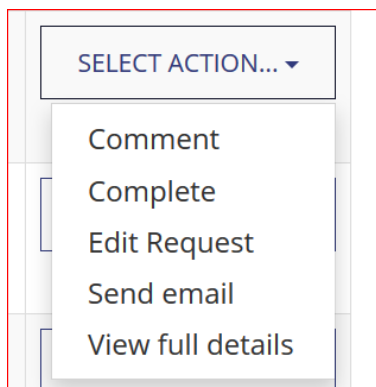 SELECT ACTION...
Comment
Complete
Edit Request
Send email
View full details